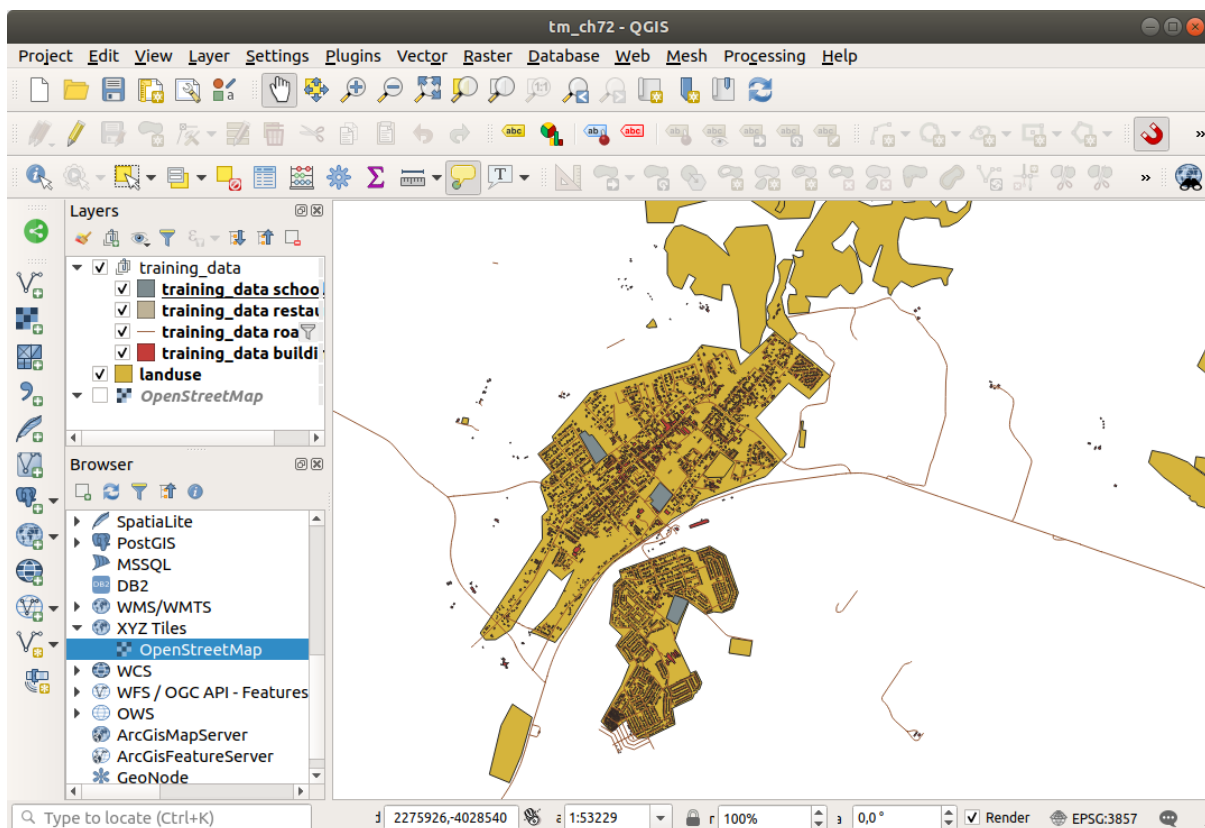 tm_ch72 - QGIS
Project Edit View Layer Settings Plugins Vector Raster Database Web Mesh Processing Help
abc abc abc
Layers
training_data
training_data schoo
training_data restau
training_data roa
training_data buildi
landuse
OpenStreetMap
Browser
SpatiaLite
PostGIS
MSSQL
DB2
WMS/WMTS
XYZ Tiles
OpenStreetMap
WCS
WFS / OGC API - Features
OWS
ArcGisMapServer
ArcGisFeatureServer
GeoNode
Type to locate (Ctrl+K) 2275926,-4028540 1:53229 r 100% 0,0 ° Render EPSG:3857